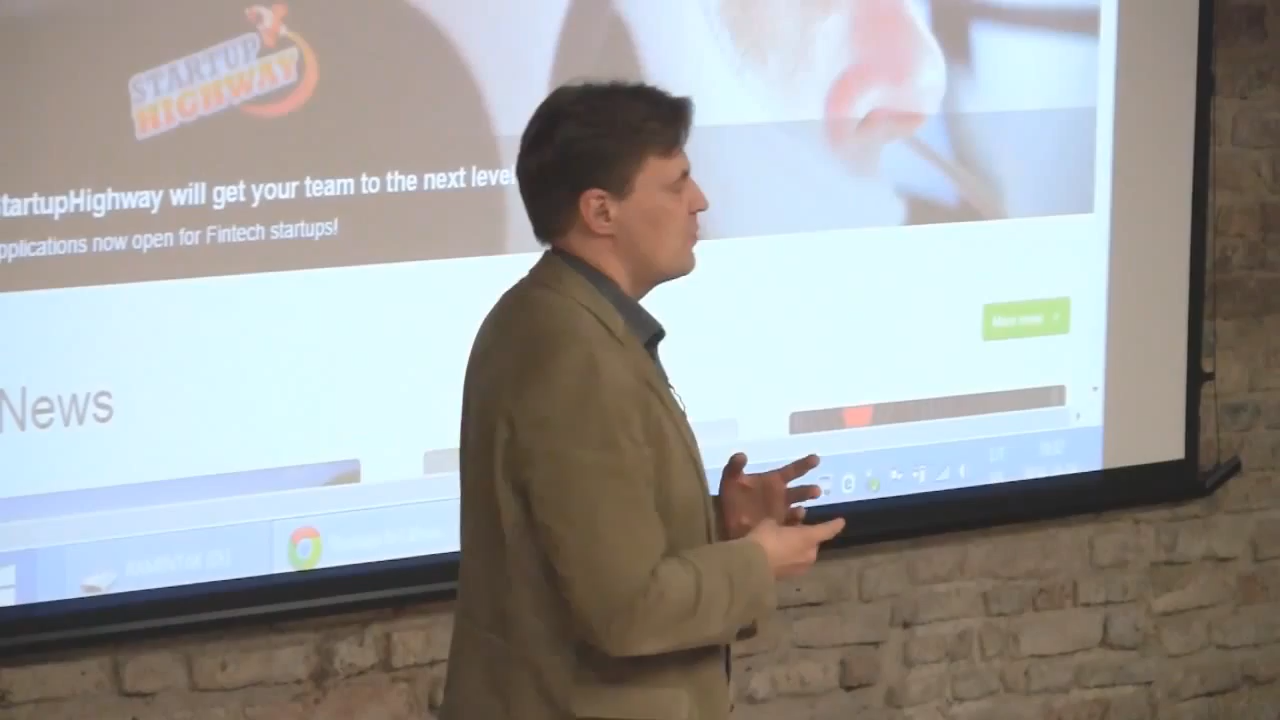 STARTUP
HIGHWAY
tartupHighway will get your team to the next level
pplications now open for Fintech startups!
News